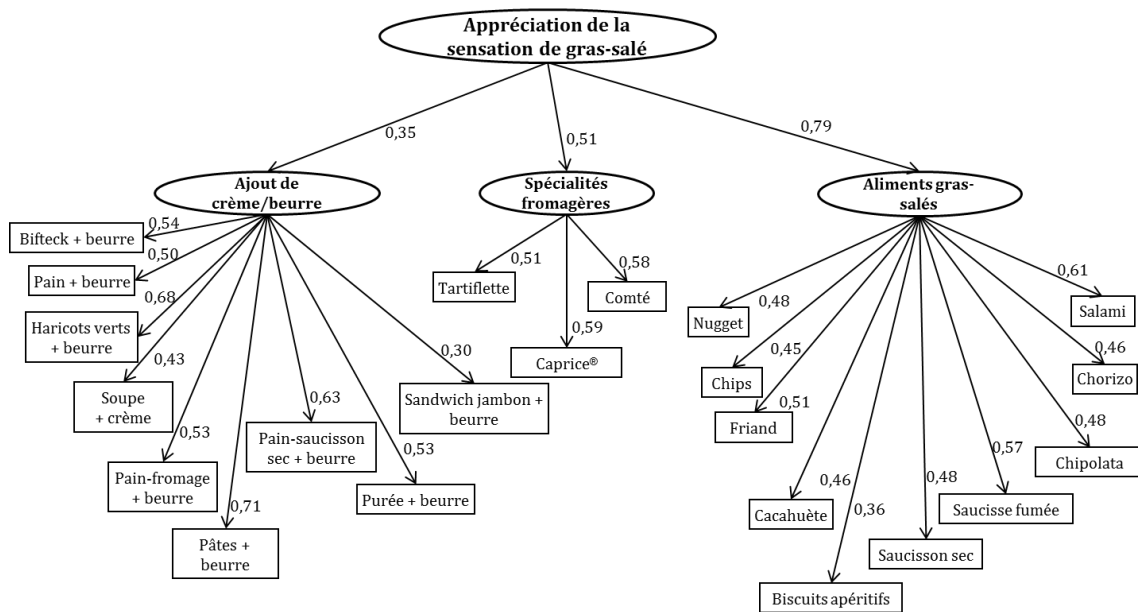 Appréciation de la
sensation de gras-salé
0,35
0,51
0,79
Ajout de
crème/beurre
Spécialités
fromagères
Aliments gras-
salés
0,54
Bifteck + beurre
0,50
Pain + beurre
0,68
Haricots verts
+ beurre
0,43
Soupe
+ crème
0,53
Pain-fromage
+ beurre
0,71
Pâtes +
beurre
0,63
Pain-saucisson
sec + beurre
0,53
Purée + beurre
0,30
Sandwich jambon +
beurre
0,51
Tartiflette
0,59
Caprice®
0,58
Comté
0,48
Nugget
0,45
Chips
0,51
Friand
0,46
Cacahuète
0,36
Biscuits apéritifs
0,48
Saucisson sec
0,57
Saucisse fumée
0,48
Chipolata
0,46
Chorizo
0,61
Salami